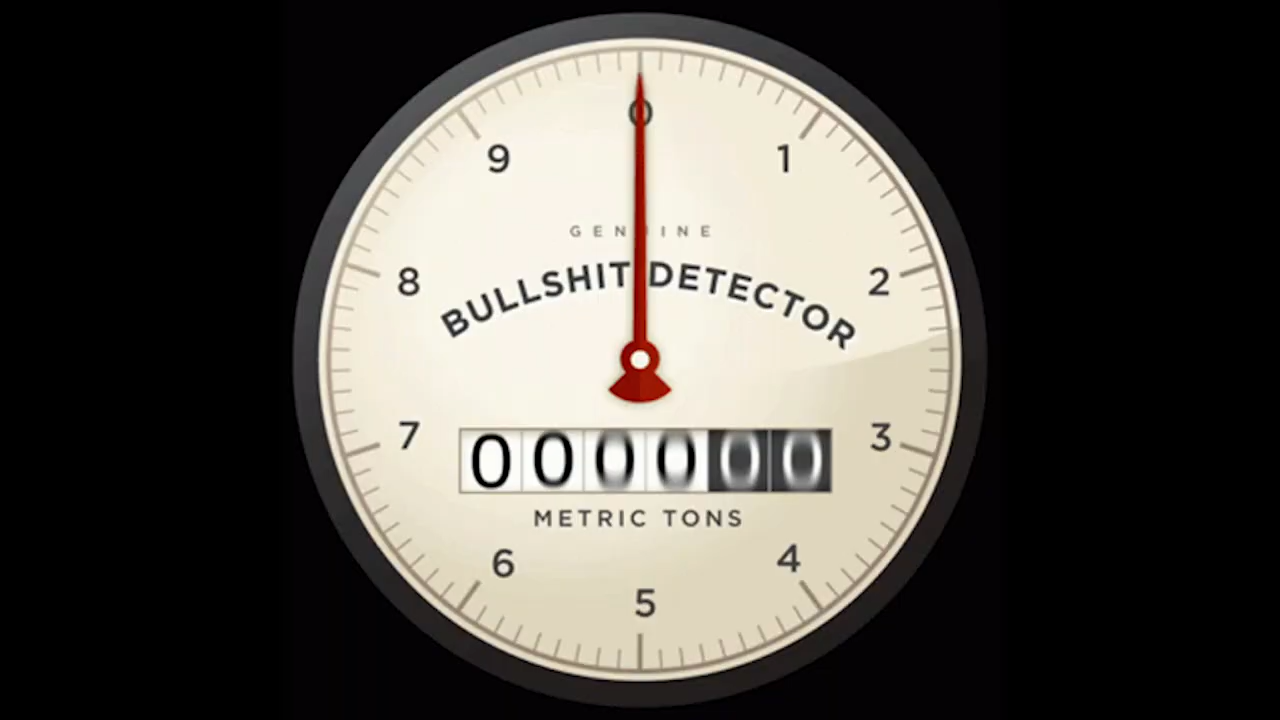 0
9 1
GENUINE
8 2
BULLSHIT DETECTOR
7 3
000000
METRIC TONS
6 4
5